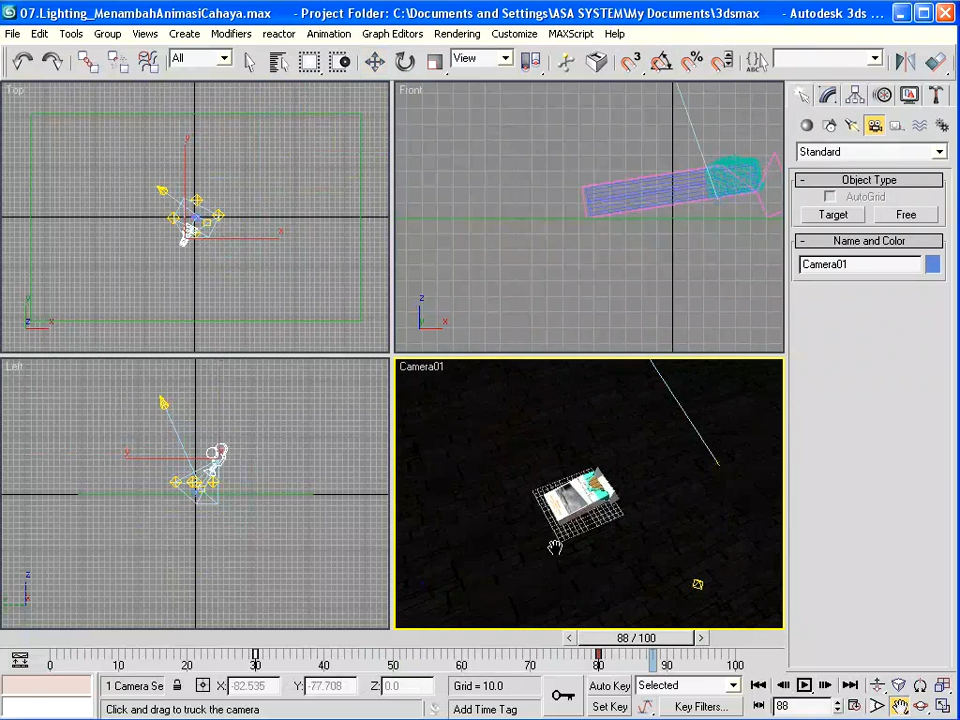 07.Lighting_MenambahAnimasiCahaya.max - Project Folder: C:\Documents and Settings\ASA SYSTEM\My Documents\3dsmax - Autodesk 3ds ...
File Edit Tools Group Views Create Modifiers reactor Animation Graph Editors Rendering Customize MAXScript Help
All
View
Top
Front
Standard
Object Type
AutoGrid
Target Free
Name and Color
Camera01
y
x
y
z x
z
y x
Left
Camera01
y
z
88 / 100
0 10 20 30 40 50 60 70 80 90 100
1 Camera Se X: -82.535 Y: -77.708 Z: 0.0 Grid = 10.0 Auto Key Selected
Click and drag to truck the camera Add Time Tag Set Key Key Filters... 88